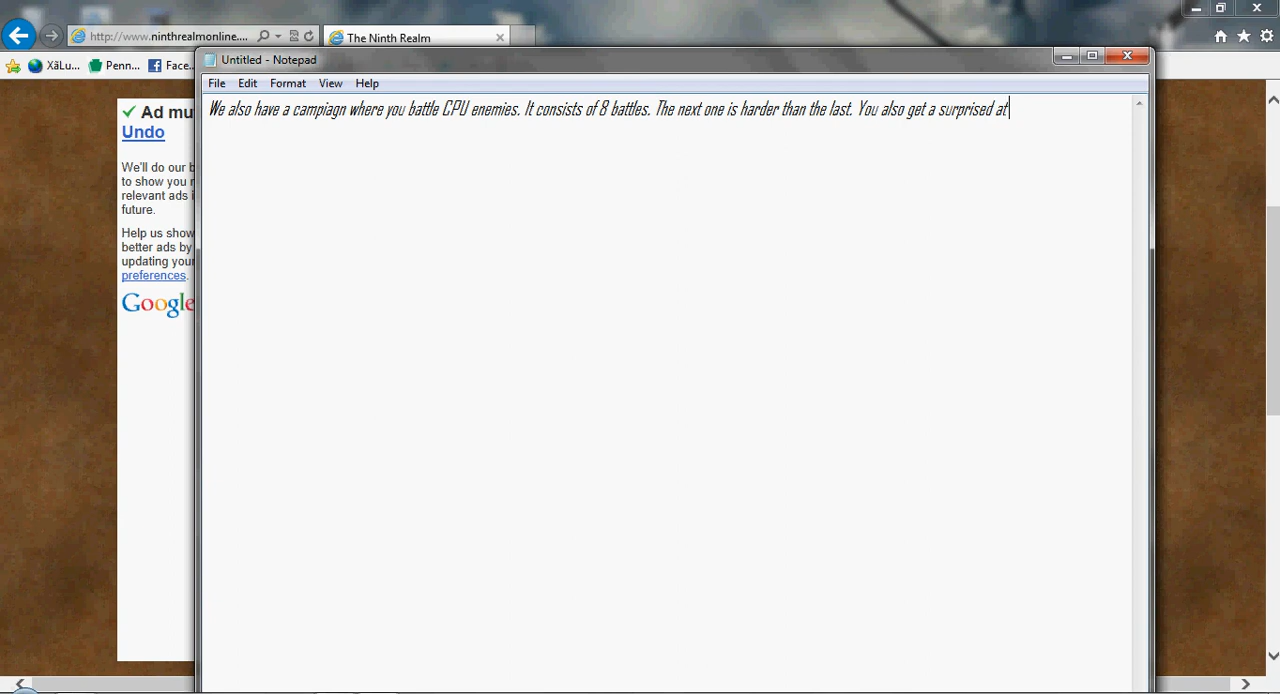 http://www.ninthrealmonline....
The Ninth Realm
XãLu...
Penn...
Face...
Untitled - Notepad
File Edit Format View Help
We also have a campiagn where you battle CPU enemies. It consists of 8 battles. The next one is harder than the last. You also get a surprised at
Ad mu
Undo
We'll do our b
to show you
relevant ads i
future.
Help us show
better ads by
updating your
preferences.
Google